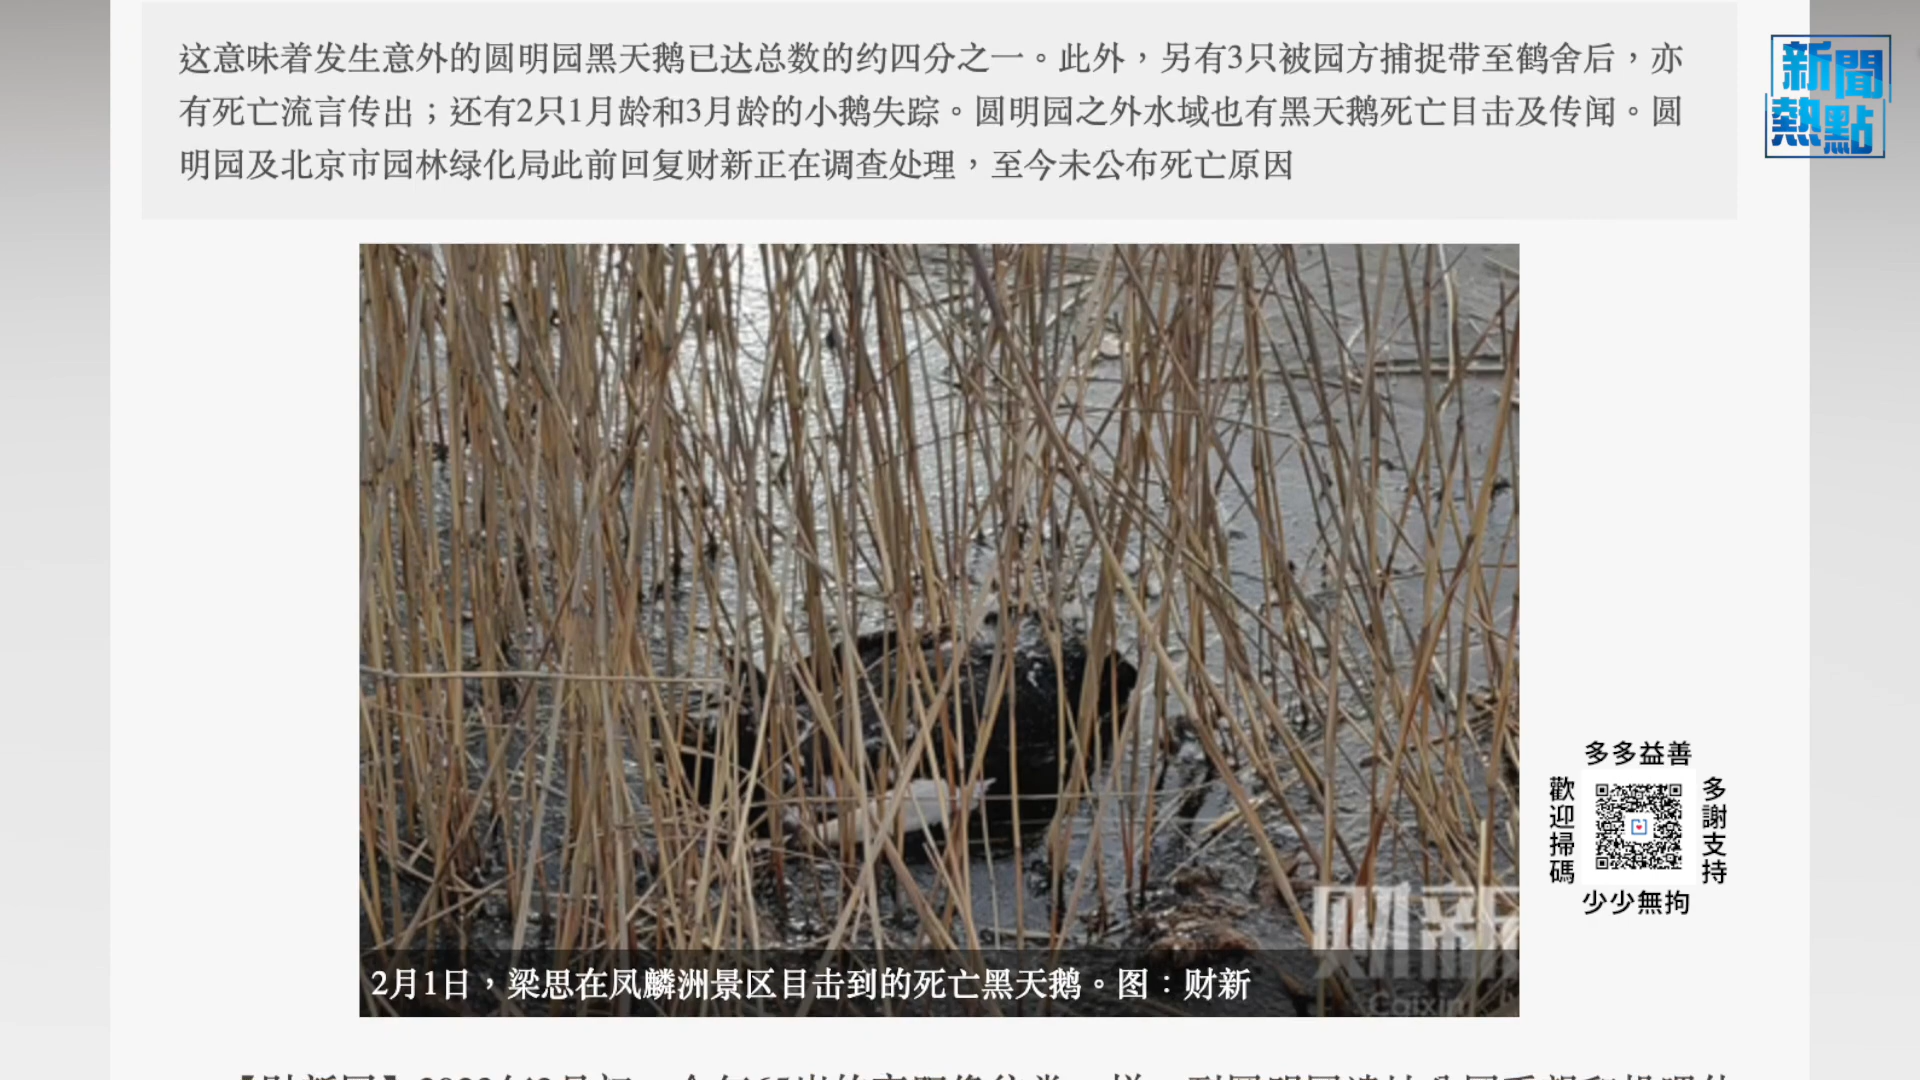 这意味着发生意外的圆明园黑天鹅已达总数的约四分之一。此外，另有3只被园方捕捉带至鹤舍后，亦
有死亡流言传出；还有2只1月龄和3月龄的小鹅失踪。圆明园之外水域也有黑天鹅死亡目击及传闻。圆
明园及北京市园林绿化局此前回复财新正在调查处理，至今未公布死亡原因
新聞
熱點
多多益善
歡迎掃碼
多謝支持
少少無拘
财新
Caixin
2月1日，梁思在凤麟洲景区目击到的死亡黑天鹅。图：财新